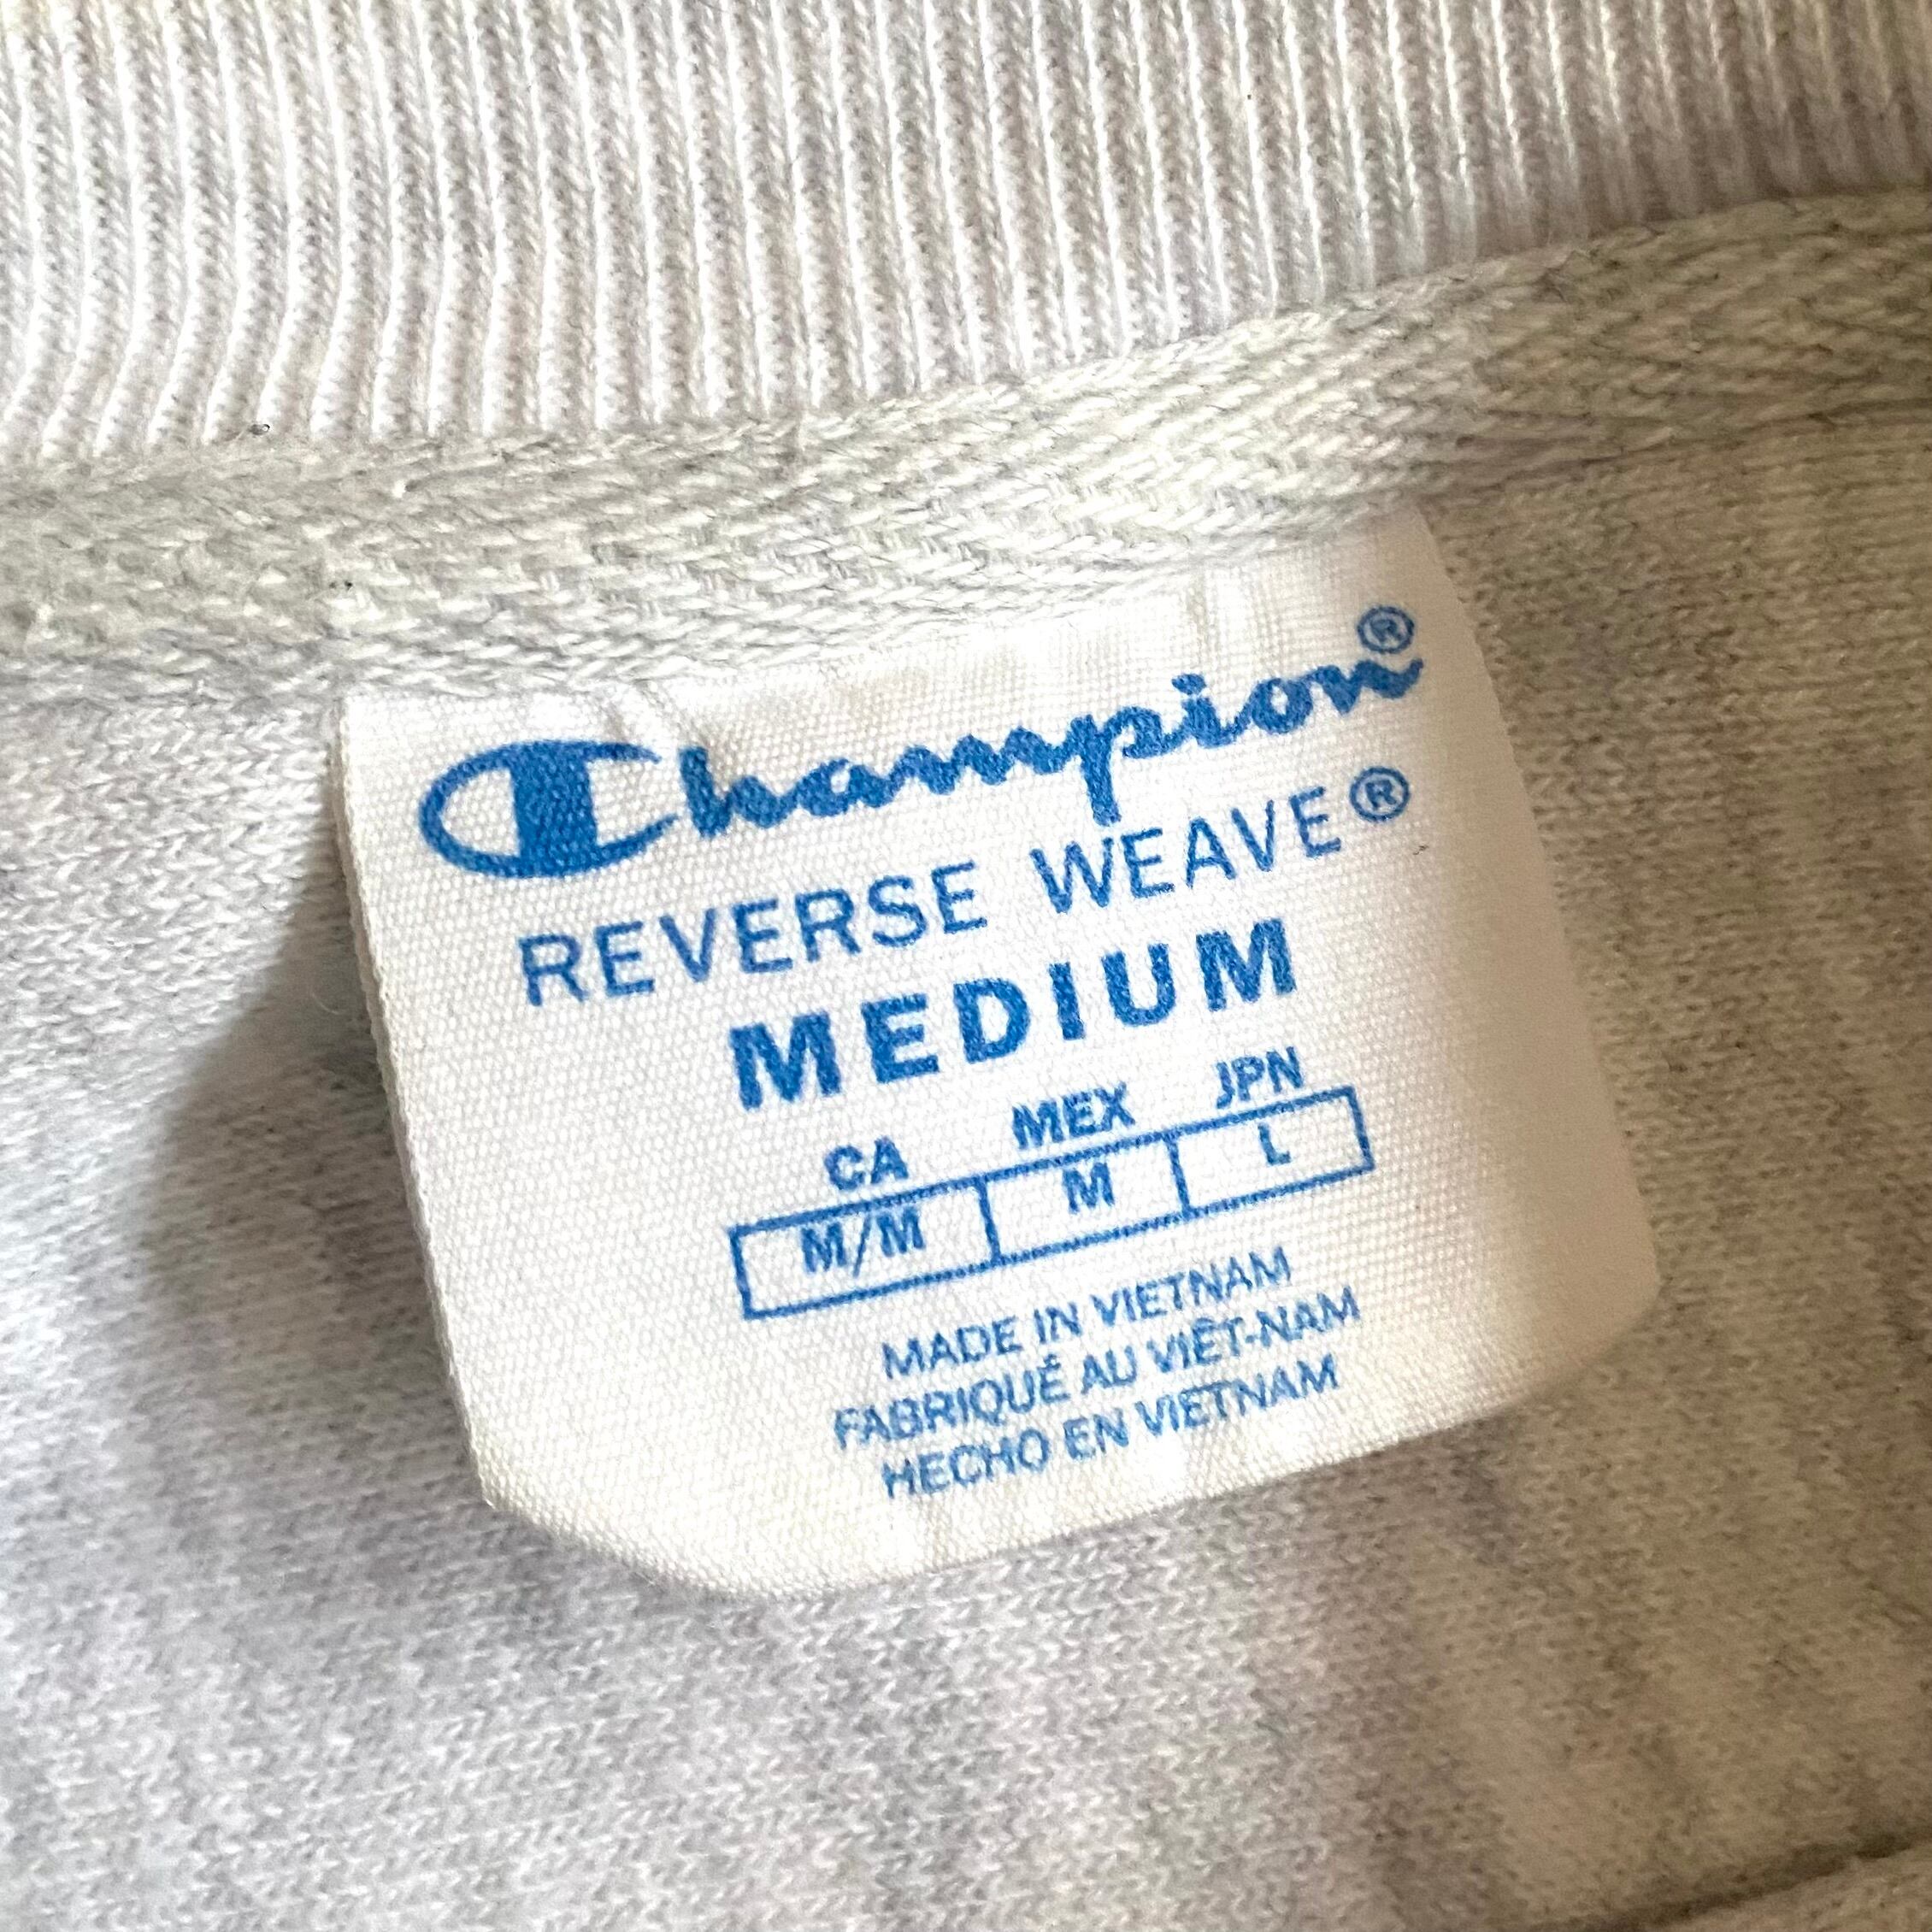 Champion®
REVERSE WEAVE®
MEDIUM
CA MEX JPN
M/M M L
MADE IN VIETNAM
FABRIQUÉ AU VIÊT-NAM
HECHO EN VIETNAM